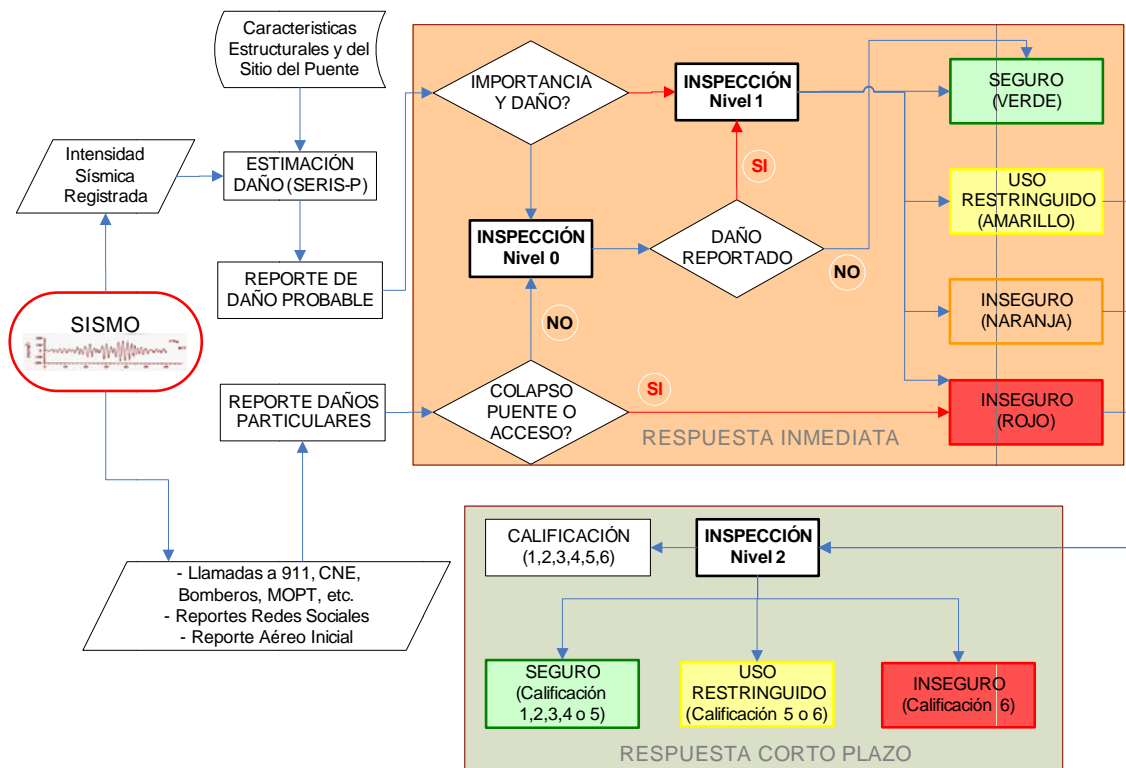 Caracteristicas
Estructurales y del
Sitio del Puente
Intensidad
Sísmica
Registrada
ESTIMACIÓN
DAÑO (SERIS-P)
REPORTE DE
DAÑO PROBABLE
SISMO
REPORTE DAÑOS
PARTICULARES
- Llamadas a 911, CNE,
Bomberos, MOPT, etc.
- Reportes Redes Sociales
- Reporte Aéreo Inicial
IMPORTANCIA
Y DAÑO?
INSPECCIÓN
Nivel 1
SI
INSPECCIÓN
Nivel 0
DAÑO
REPORTADO
NO
NO
COLAPSO
PUENTE O
ACCESO?
SI
RESPUESTA INMEDIATA
SEGURO
(VERDE)
USO
RESTRINGUIDO
(AMARILLO)
INSEGURO
(NARANJA)
INSEGURO
(ROJO)
CALIFICACIÓN
(1,2,3,4,5,6)
INSPECCIÓN
Nivel 2
SEGURO
(Calificación
1,2,3,4 o 5)
USO
RESTRINGUIDO
(Calificación 5 o 6)
INSEGURO
(Calificación 6)
RESPUESTA CORTO PLAZO